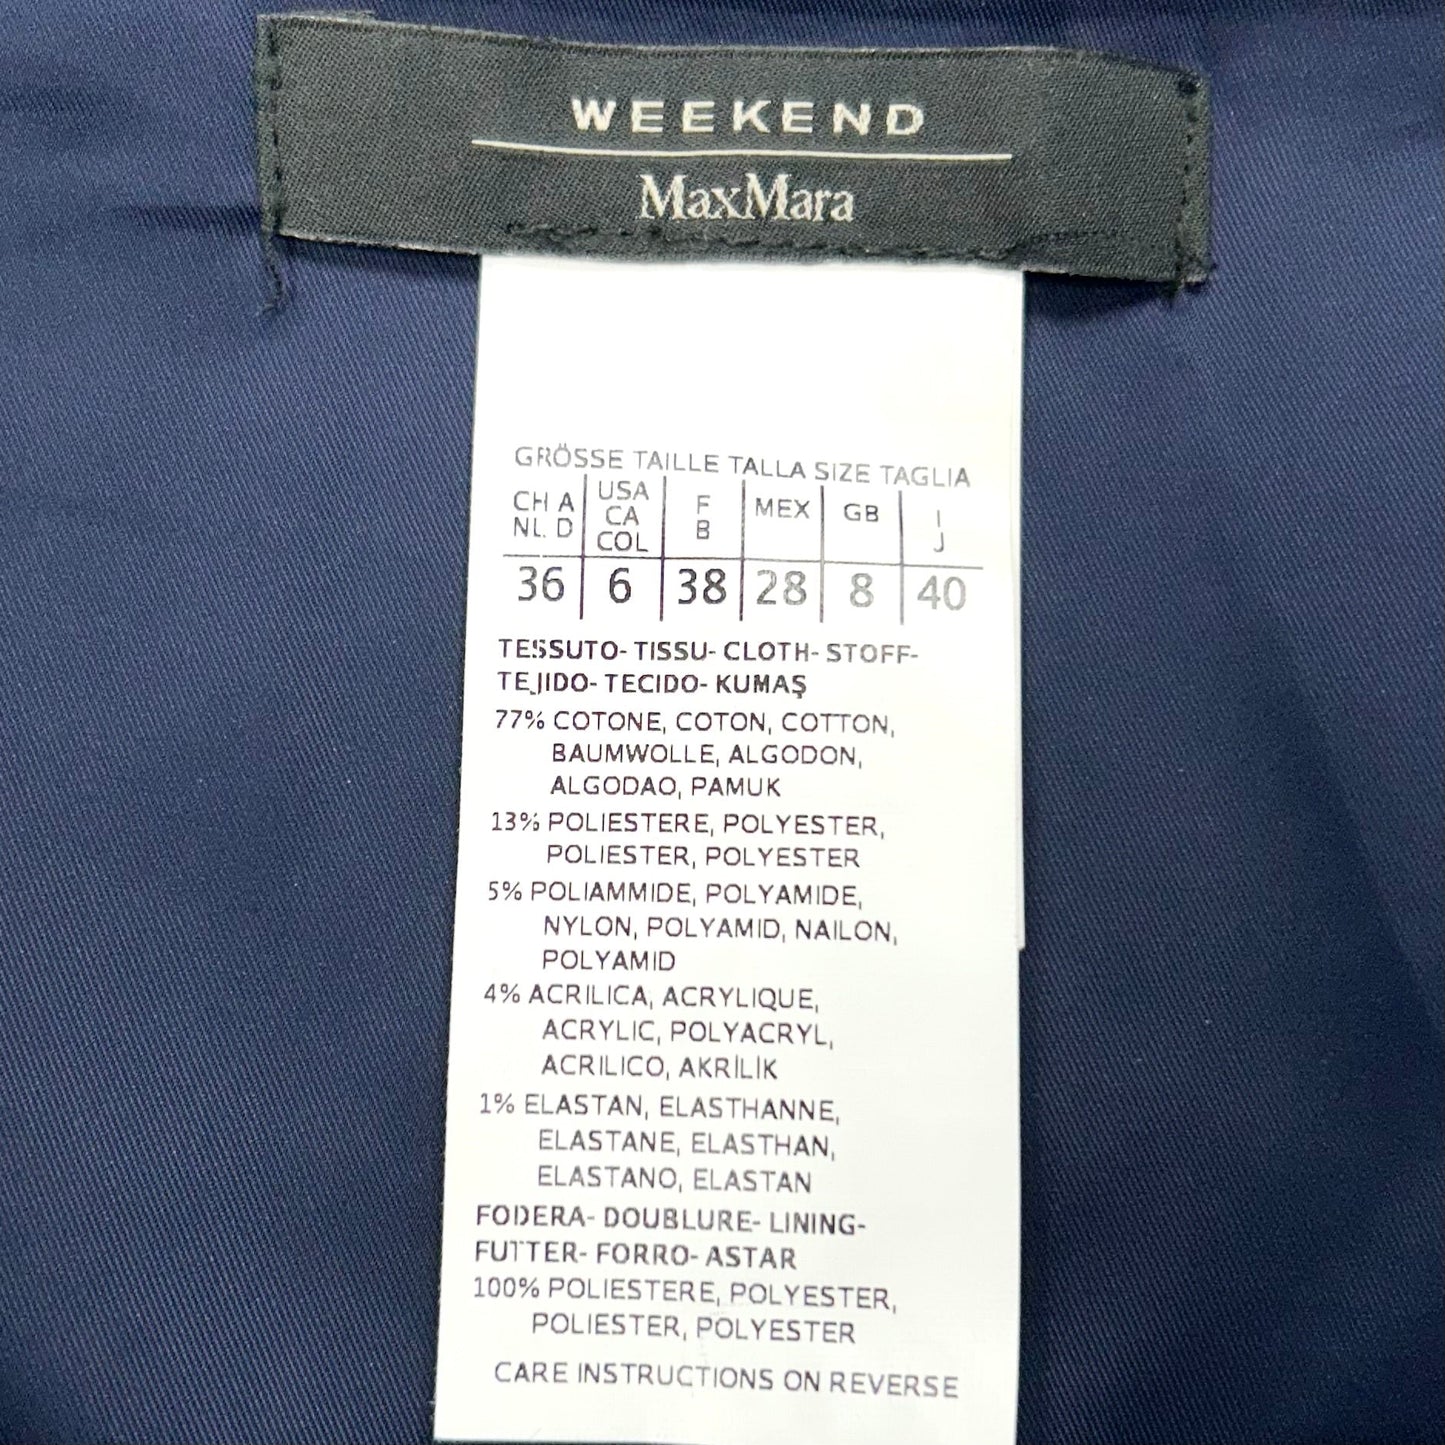 WEEKEND
MaxMara
GRÖSSE TAILLE TALLA SIZE TAGLIA
CH A USA F MEX GB I
NL D CA B J
COL
36 6 38 28 8 40
TESSUTO- TISSU- CLOTH- STOFF-
TEJIDO- TECIDO- KUMAŞ
77% COTONE, COTON, COTTON,
BAUMWOLLE, ALGODON,
ALGODAO, PAMUK
13% POLIESTERE, POLYESTER,
POLIESTER, POLYESTER
5% POLIAMMIDE, POLYAMIDE,
NYLON, POLYAMID, NAILON,
POLYAMID
4% ACRILICA, ACRYLIQUE,
ACRYLIC, POLYACRYL,
ACRILICO, AKRİLİK
1% ELASTAN, ELASTHANNE,
ELASTANE, ELASTHAN,
ELASTANO, ELASTAN
FODERA- DOUBLURE- LINING-
FUTTER- FORRO- ASTAR
100% POLIESTERE, POLYESTER,
POLIESTER, POLYESTER
CARE INSTRUCTIONS ON REVERSE